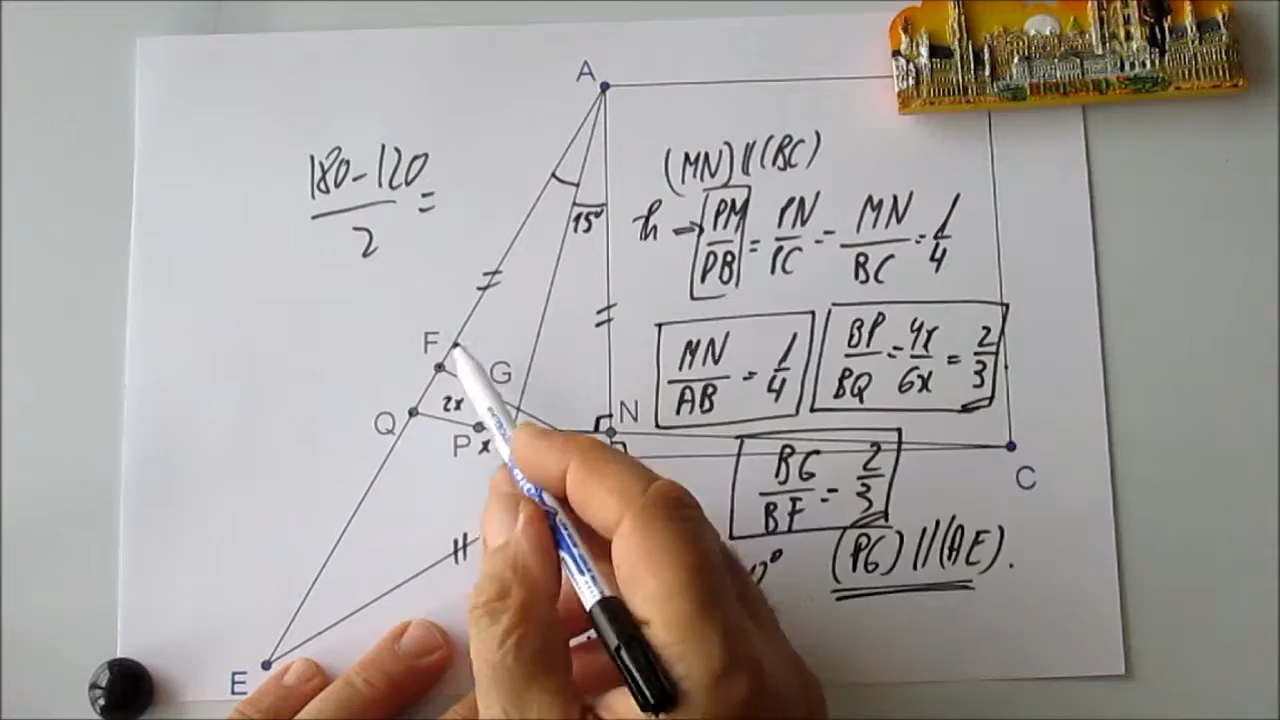 A
180-120
2
=
15°
(MN)∥(BC)
h → PM/PB = PN/PC = MN/BC = 1/4
F
G
MN/AB = 1/4
BP/BQ = 4x/6x = 2/3
Q
2x
P
x
N
C
BG/BF = 2/3
(PG)//(AE).
E